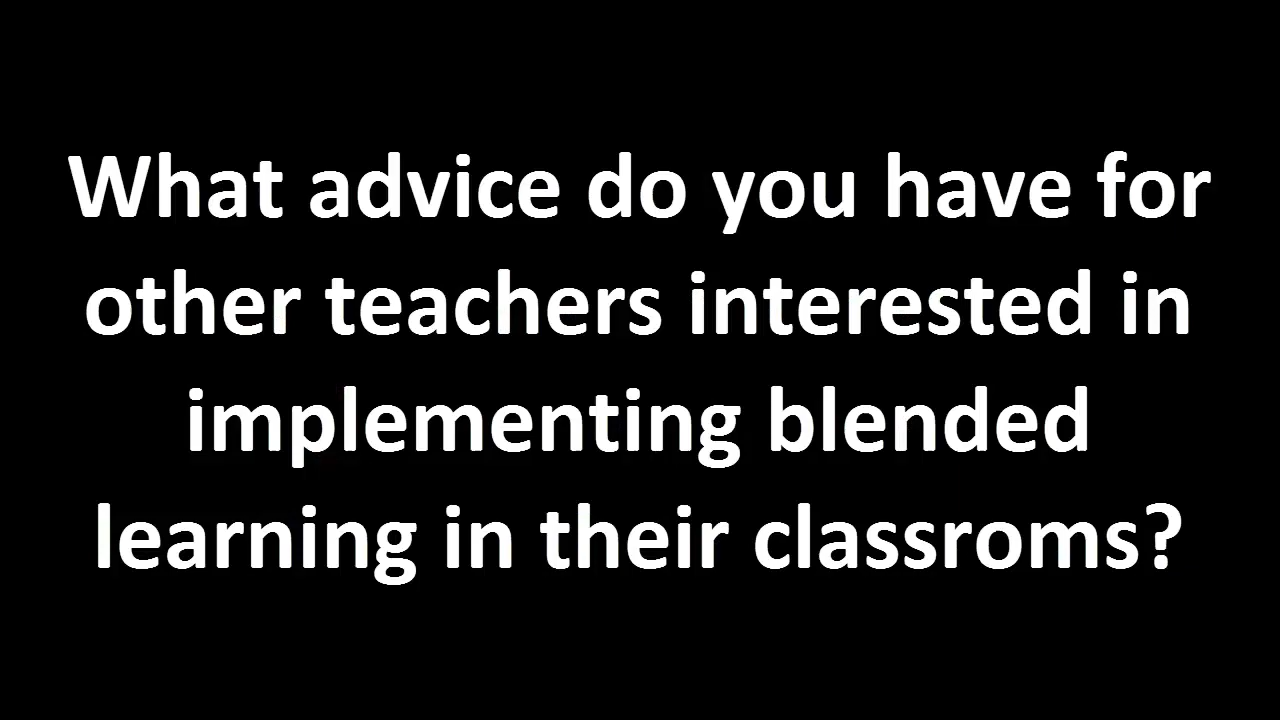 What advice do you have for
other teachers interested in
implementing blended
learning in their classroms?